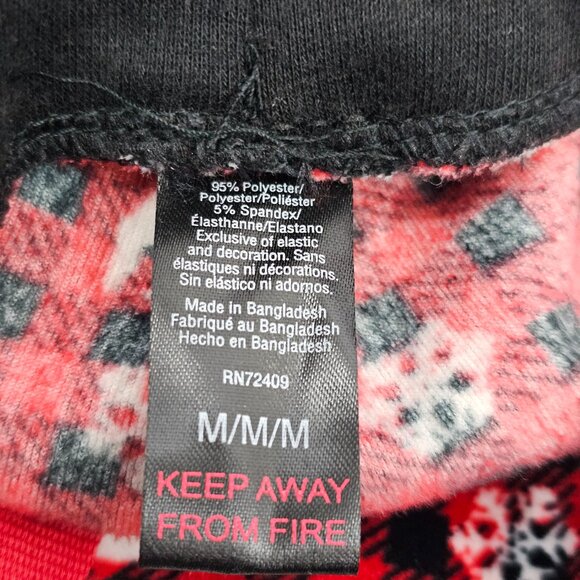 95% Polyester/
Polyester/Poliéster
5% Spandex/
Élasthanne/Elastano
Exclusive of elastic
and decoration. Sans
élastiques ni décorations.
Sin elástico ni adornos.
Made in Bangladesh
Fabriqué au Bangladesh
Hecho en Bangladesh
RN72409
M/M/M
KEEP AWAY
FROM FIRE